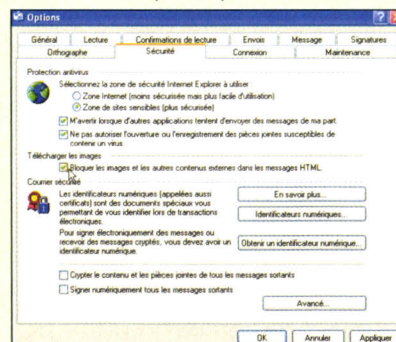 Options
Général Lecture Confirmations de lecture Envois Message Signatures
Orthographe Sécurité Connexion Maintenance
Protection antivirus
Sélectionnez la zone de sécurité Internet Explorer à utiliser
Zone Internet (moins sécurisée mais plus facile d'utilisation)
Zone de sites sensibles (plus sécurisée)
M'avertir lorsque d'autres applications tentent d'envoyer des messages de ma part
Ne pas autoriser l'ouverture ou l'enregistrement des pièces jointes susceptibles de
contenir un virus
Télécharger les images
Bloquer les images et les autres contenus externes dans les messages HTML.
Courrier sécurisé
Les identificateurs numériques (appelées aussi
certificats) sont des documents spéciaux vous
permettant de vous identifier lors de transactions
électroniques.
En savoir plus...
Identificateurs numériques...
Pour signer électroniquement des messages ou
recevoir des messages cryptés, vous devez avoir un
identificateur numérique.
Obtenir un identificateur numérique...
Crypter le contenu et les pièces jointes de tous les messages sortants
Signer numériquement tous les messages sortants
Avancé...
OK Annuler Appliquer